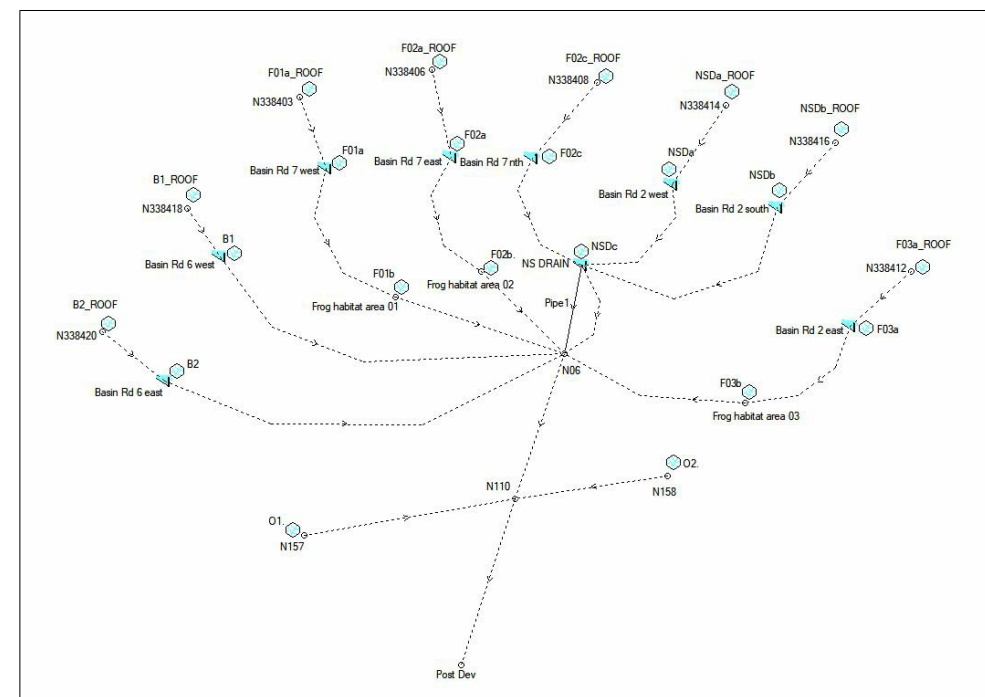 F02a_ROOF
N338406
F02c_ROOF
N338408
F01a_ROOF
N338403
NSDa_ROOF
N338414
NSDb_ROOF
N338416
F02a
Basin Rd 7 east
Basin Rd 7 nth
F02c
F01a
Basin Rd 7 west
NSDa
Basin Rd 2 west
NSDb
Basin Rd 2 south
B1_ROOF
N338418
B1
Basin Rd 6 west
NSDc
NS DRAIN
F03a_ROOF
N338412
F02b.
Frog habitat area 02
F01b
Frog habitat area 01
Pipe1
B2_ROOF
N338420
Basin Rd 2 east
F03a
B2
Basin Rd 6 east
N06
F03b
Frog habitat area 03
O2.
N158
N110
O1.
N157
Post Dev